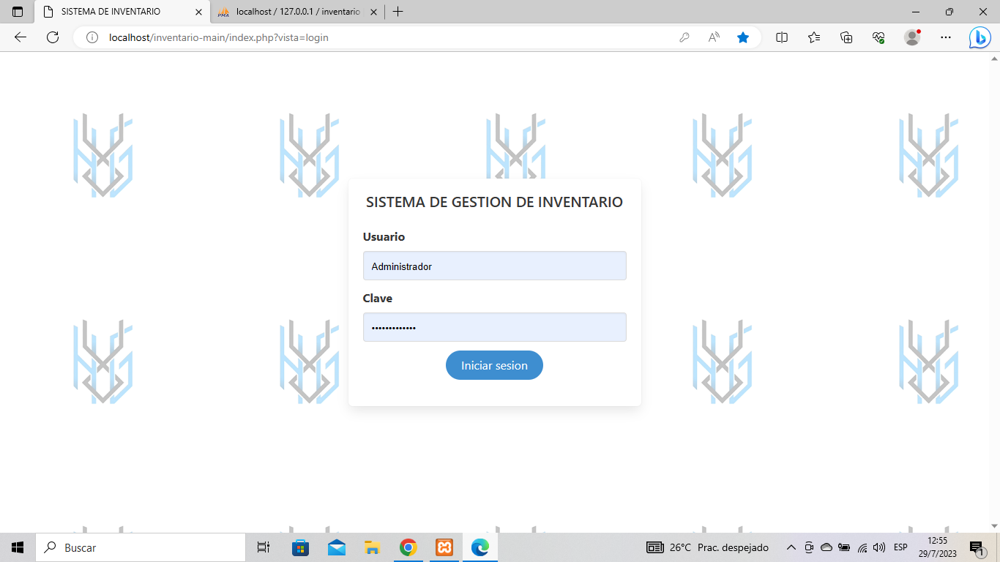 SISTEMA DE INVENTARIO
localhost / 127.0.0.1 / inventario
localhost/inventario-main/index.php?vista=login
SISTEMA DE GESTION DE INVENTARIO
Usuario
Administrador
Clave
•••••••••••••
Iniciar sesion
Buscar
26°C Prac. despejado
ESP
12:55
29/7/2023
1